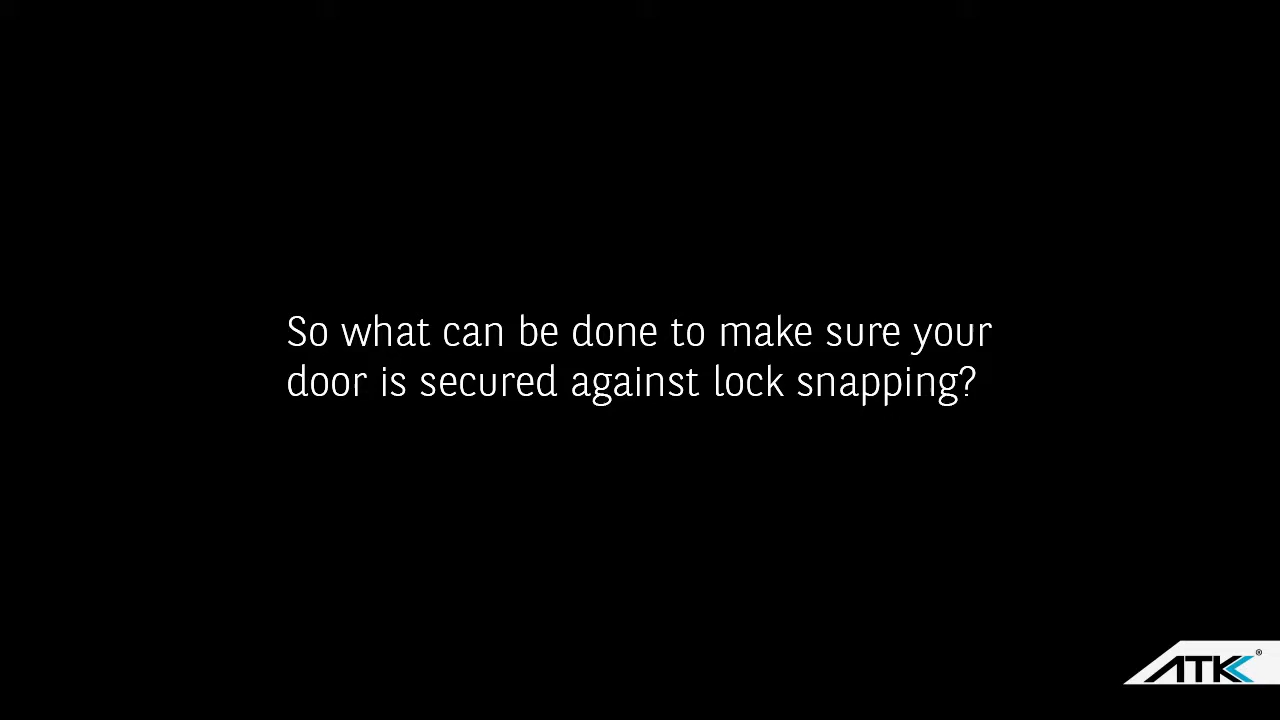 So what can be done to make sure your
door is secured against lock snapping?
ATK®